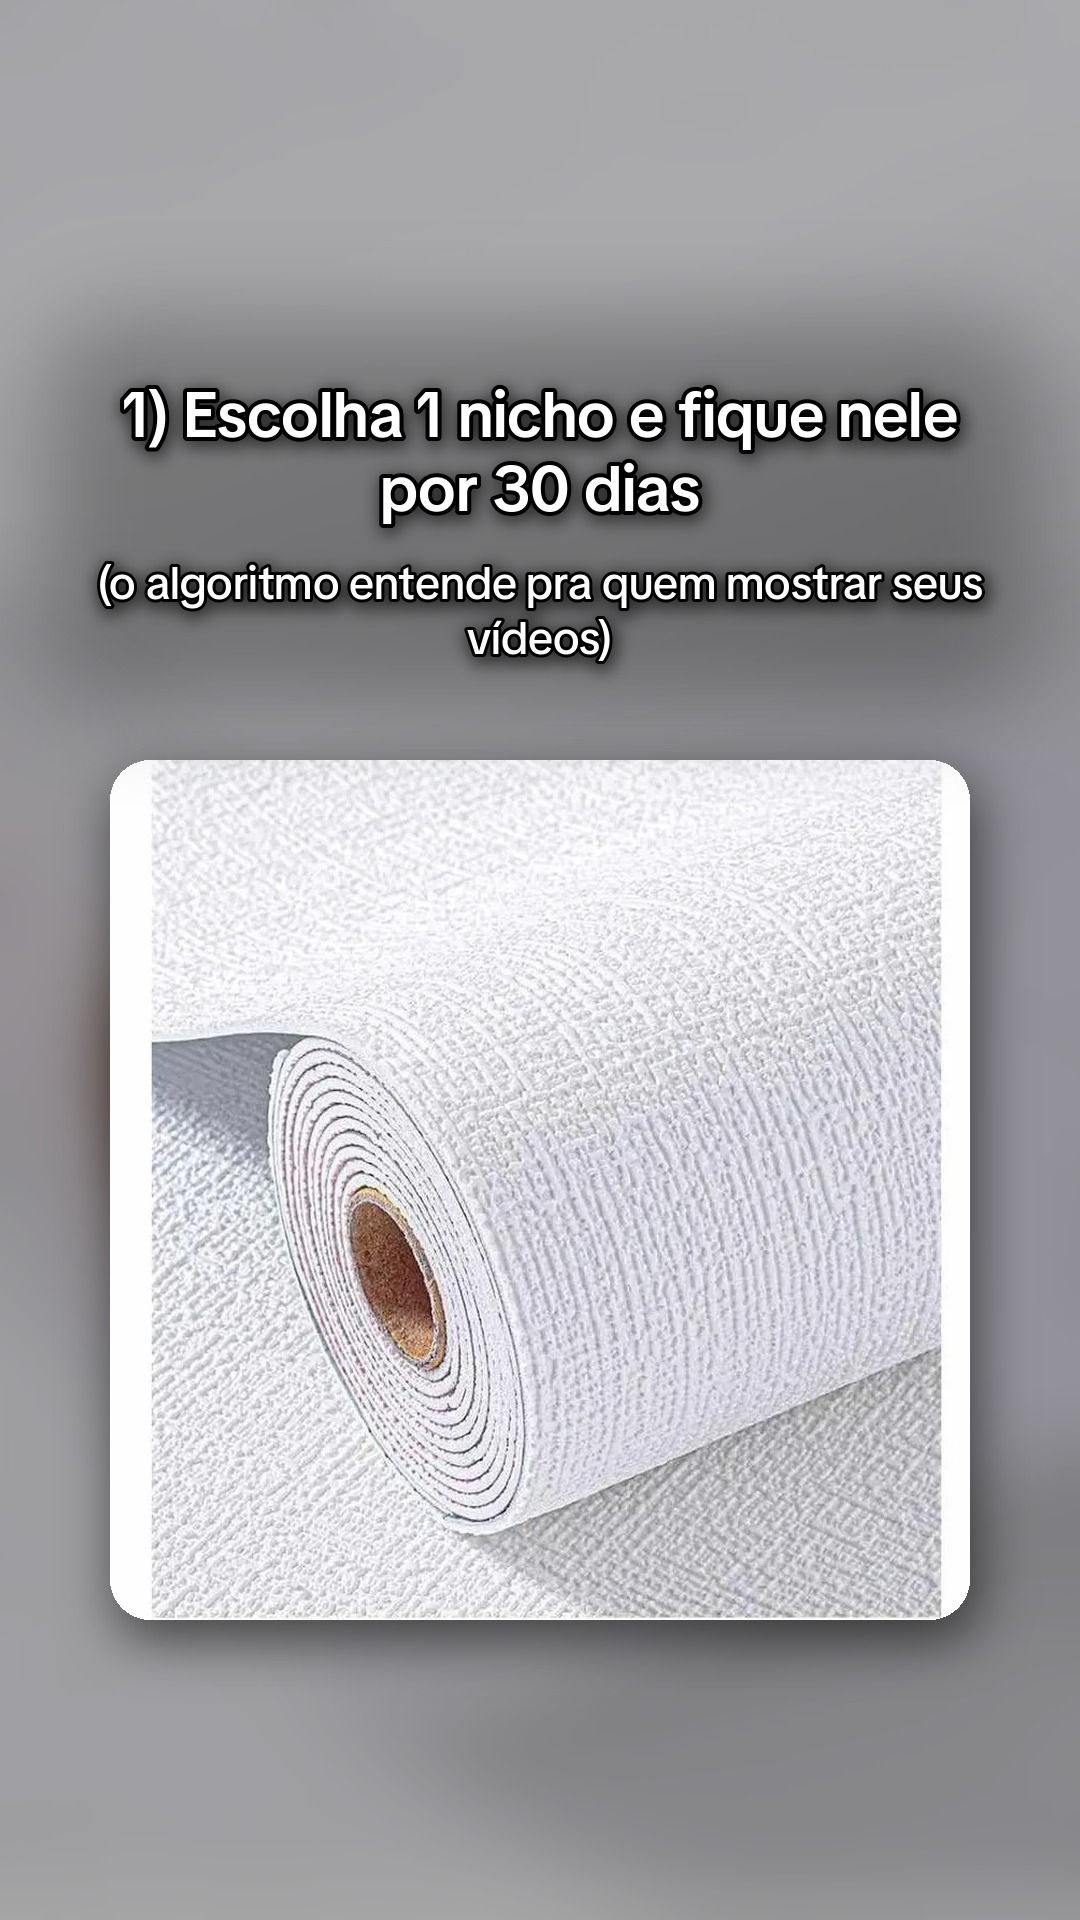 1) Escolha 1 nicho e fique nele
por 30 dias
(o algoritmo entende pra quem mostrar seus
vídeos)